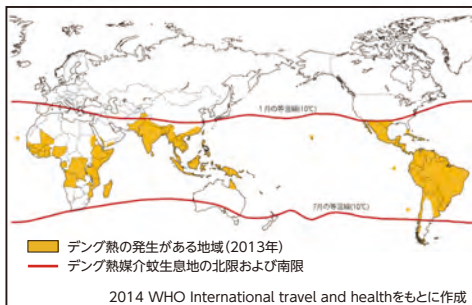 1月の等温線(10℃)
7月の等温線(10℃)
デング熱の発生がある地域(2013年)
デング熱媒介蚊生息地の北限および南限
2014 WHO International travel and healthをもとに作成